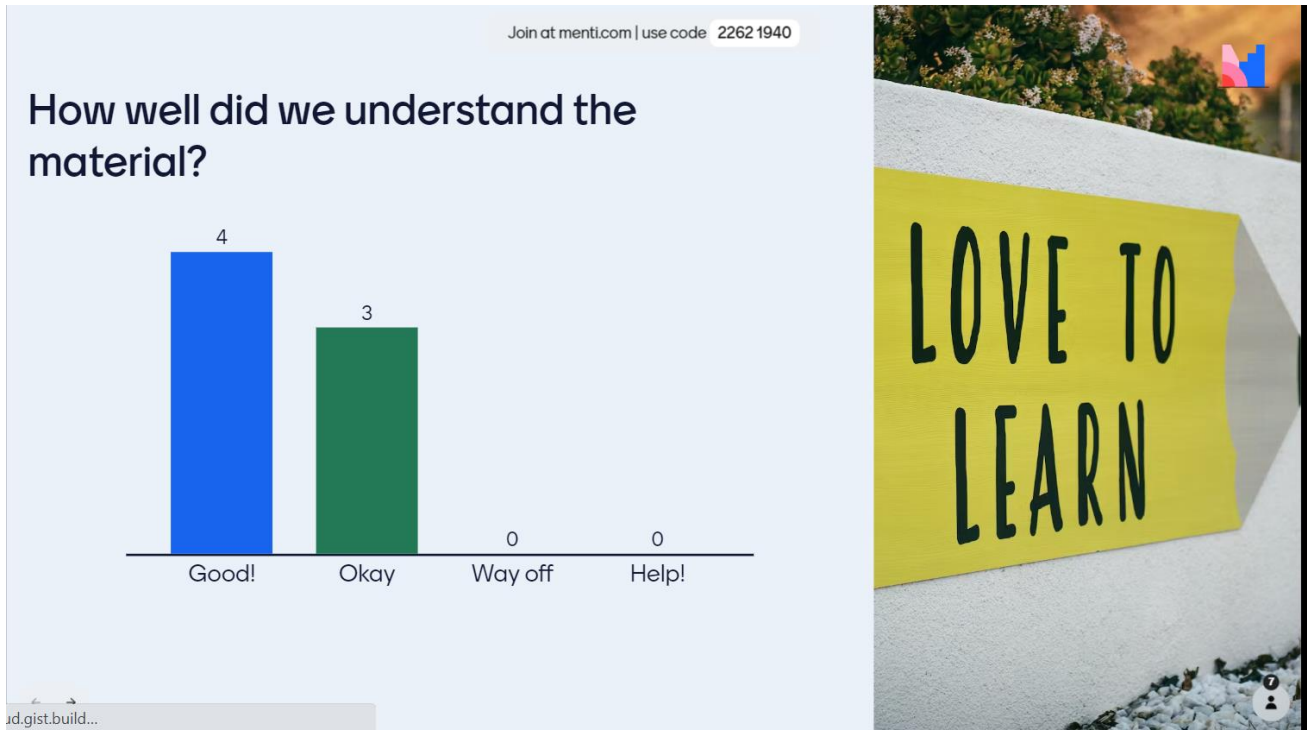 Join at menti.com | use code 2262 1940
How well did we understand the
material?
4
3
0
0
Good!
Okay
Way off
Help!
LOVE TO
LEARN
7
ud.gist.build...